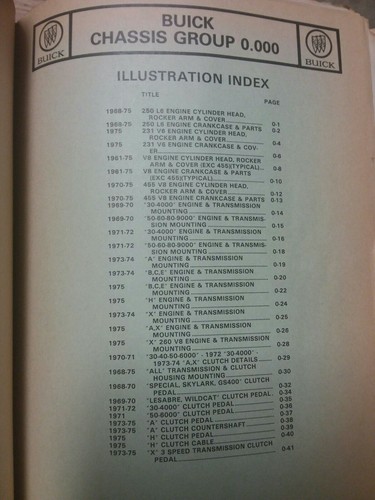 BUICK
CHASSIS GROUP 0.000
BUICK
BUICK
ILLUSTRATION INDEX
TITLE
PAGE
1968-75 250 L6 ENGINE CYLINDER HEAD,
ROCKER ARM & COVER 0-1
1968-75 250 L6 ENGINE CRANKCASE & PARTS 0-2
1975 231 V6 ENGINE CYLINDER HEAD,
ROCKER ARM & COVER 0-4
1975 231 V6 ENGINE CRANKCASE & COV-
ER 0-6
1961-75 V8 ENGINE CYLINDER HEAD, ROCKER
ARM & COVER (EXC 455)(TYPICAL) 0-8
1961-75 V8 ENGINE CRANKCASE & PARTS
(EXC 455)(TYPICAL) 0-10
1970-75 455 V8 ENGINE CYLINDER HEAD,
ROCKER ARM & COVER 0-12
1970-75 455 V8 ENGINE CRANKCASE & PARTS 0-13
1969-70 "30-4000" ENGINE & TRANSMISSION
MOUNTING 0-14
1969-70 "50-60-80-9000" ENGINE & TRANSMIS-
SION MOUNTING 0-15
1971-72 "30-4000" ENGINE & TRANSMISSION
MOUNTING 0-16
1971-72 "50-60-80-9000" ENGINE & TRANSMIS-
SION MOUNTING 0-18
1973-74 "A" ENGINE & TRANSMISSION
MOUNTING 0-19
1973-74 "B,C,E" ENGINE & TRANSMISSION
MOUNTING 0-20
1975 "B,C,E" ENGINE & TRANSMISSION
MOUNTING 0-22
1975 "H" ENGINE & TRANSMISSION
MOUNTING 0-24
1973-74 "X" ENGINE & TRANSMISSION
MOUNTING 0-25
1975 "A,X" ENGINE & TRANSMISSION
MOUNTING 0-26
1975 "X" 260 V8 ENGINE & TRANSMISSION
MOUNTING 0-28
1970-71 "30-40-50-6000" - 1972 "30-4000" -
1973-74 "A,X" CLUTCH DETAILS 0-29
1968-75 "ALL" TRANSMISSION & CLUTCH
HOUSING MOUNTING 0-30
1968-70 "SPECIAL, SKYLARK, GS400" CLUTCH
PEDAL 0-32
1969-70 "LESABRE, WILDCAT" CLUTCH PEDAL 0-34
1971-72 "30-4000" CLUTCH PEDAL 0-35
1971 "50-6000" CLUTCH PEDAL 0-36
1973-75 "A" CLUTCH PEDAL 0-37
1973-75 "A" CLUTCH COUNTERSHAFT 0-38
1975 "H" CLUTCH PEDAL 0-39
1975 "H" CLUTCH CABLE 0-40
1973-75 "X" 3 SPEED TRANSMISSION CLUTCH
PEDAL 0-41